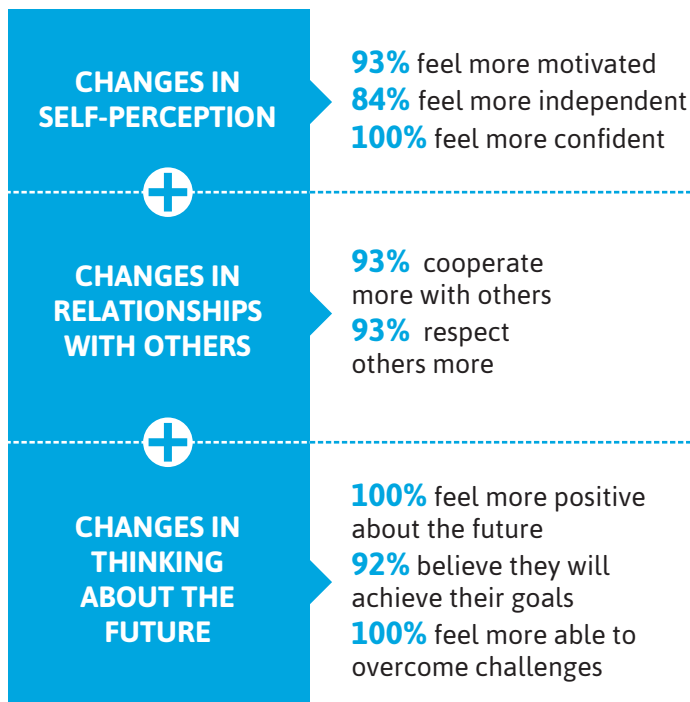 CHANGES IN
SELF-PERCEPTION
93% feel more motivated
84% feel more independent
100% feel more confident
CHANGES IN
RELATIONSHIPS
WITH OTHERS
93% cooperate
more with others
93% respect
others more
CHANGES IN
THINKING
ABOUT THE
FUTURE
100% feel more positive
about the future
92% believe they will
achieve their goals
100% feel more able to
overcome challenges